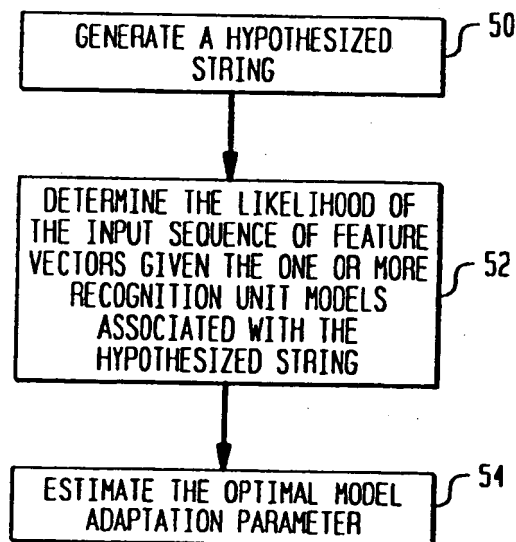 GENERATE A HYPOTHESIZED
STRING
50
DETERMINE THE LIKELIHOOD OF
THE INPUT SEQUENCE OF FEATURE
VECTORS GIVEN THE ONE OR MORE
RECOGNITION UNIT MODELS
ASSOCIATED WITH THE
HYPOTHESIZED STRING
52
ESTIMATE THE OPTIMAL MODEL
ADAPTATION PARAMETER
54